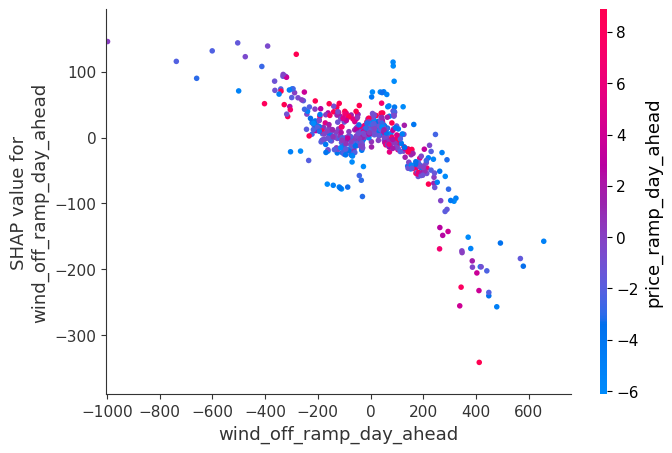 100
0
−100
−200
−300
SHAP value for
wind_off_ramp_day_ahead
−1000 −800 −600 −400 −200 0 200 400 600
wind_off_ramp_day_ahead
8
6
4
2
0
−2
−4
−6
price_ramp_day_ahead